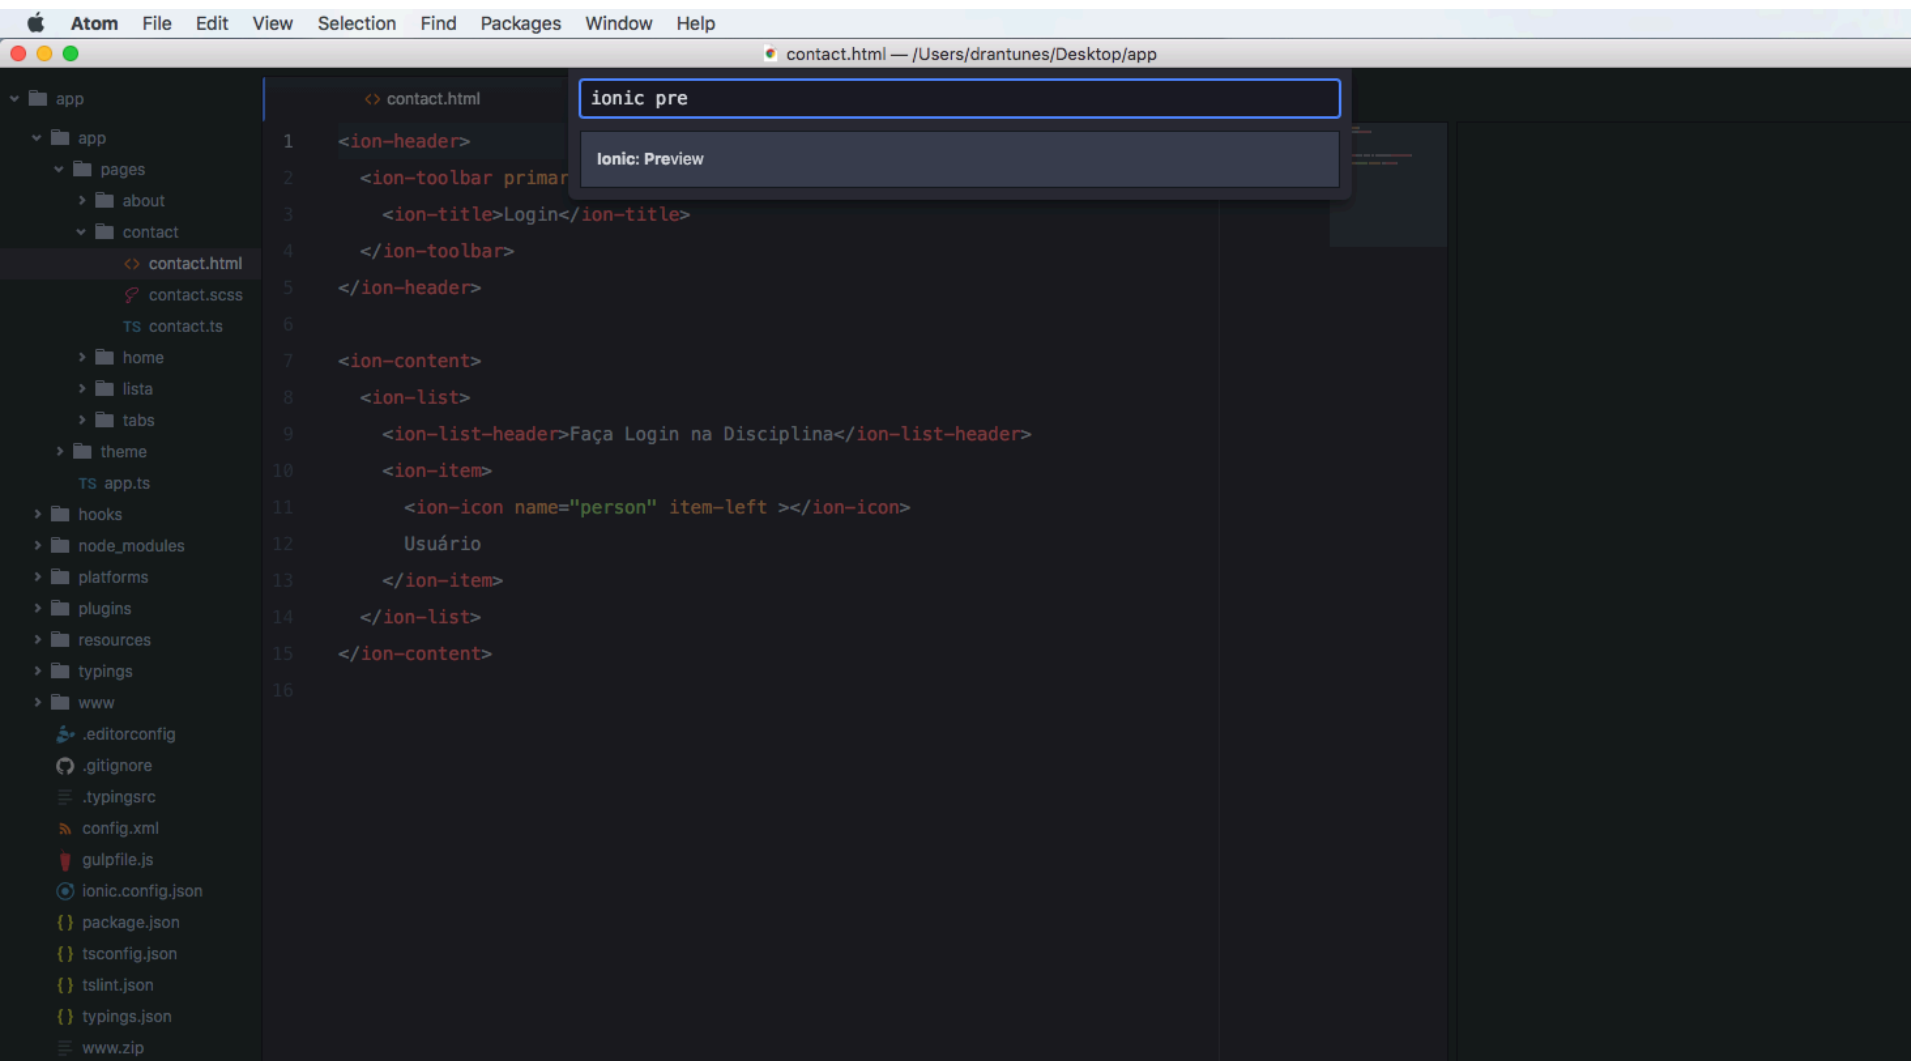 Atom File Edit View Selection Find Packages Window Help
contact.html — /Users/drantunes/Desktop/app
app
app
pages
about
contact
<> contact.html
contact.scss
TS contact.ts
home
lista
tabs
theme
TS app.ts
hooks
node_modules
platforms
plugins
resources
typings
www
.editorconfig
.gitignore
.typingsrc
config.xml
gulpfile.js
ionic.config.json
{} package.json
{} tsconfig.json
{} tslint.json
{} typings.json
www.zip
<> contact.html
ionic pre
Ionic: Preview
1 <ion-header>
2 <ion-toolbar primar
3 <ion-title>Login</ion-title>
4 </ion-toolbar>
5 </ion-header>
6
7 <ion-content>
8 <ion-list>
9 <ion-list-header>Faça Login na Disciplina</ion-list-header>
10 <ion-item>
11 <ion-icon name="person" item-left ></ion-icon>
12 Usuário
13 </ion-item>
14 </ion-list>
15 </ion-content>
16